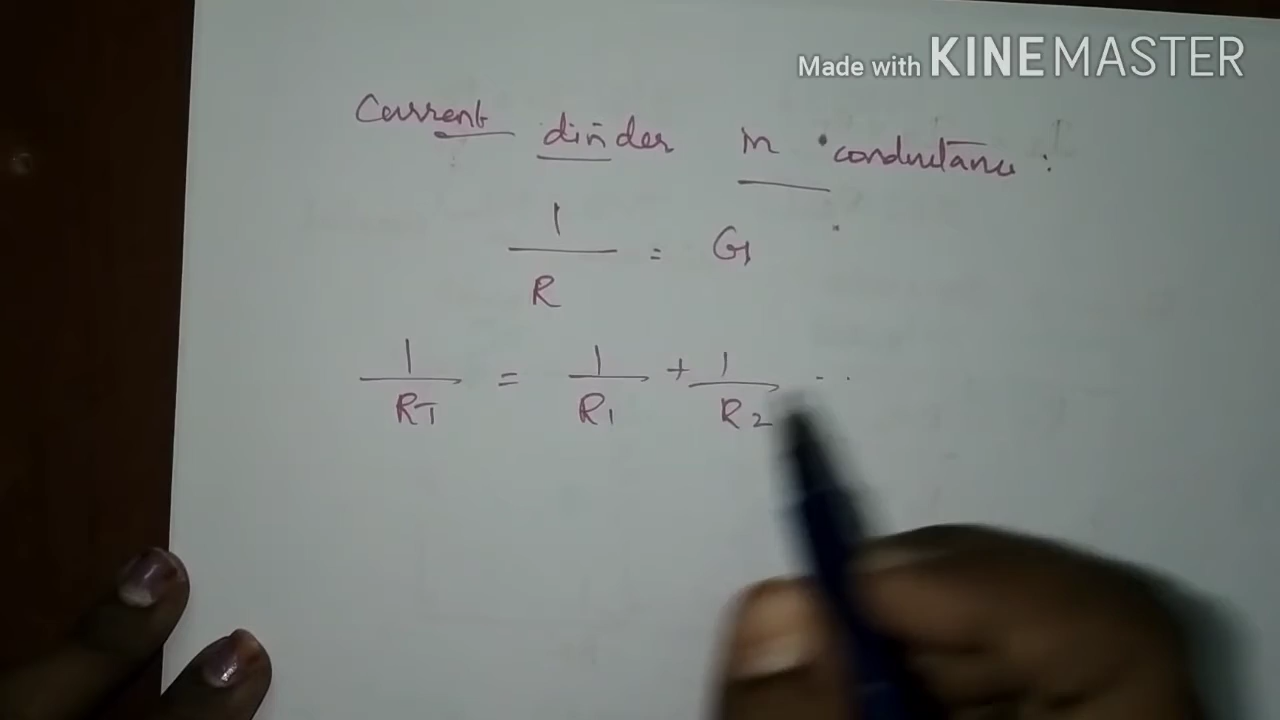 Made with KINEMASTER
Current divider in conductance :
1/R = G
1/RT = 1/R1 + 1/R2 - ..